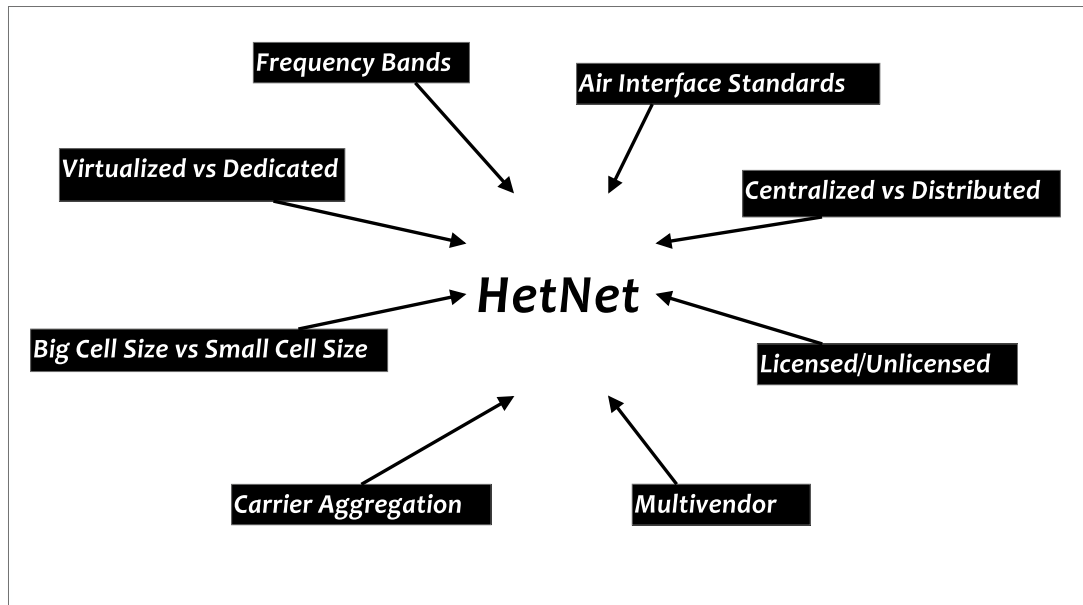 Frequency Bands
Air Interface Standards
Virtualized vs Dedicated
Centralized vs Distributed
HetNet
Big Cell Size vs Small Cell Size
Licensed/Unlicensed
Carrier Aggregation
Multivendor